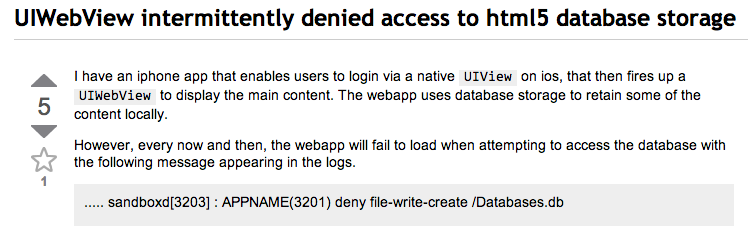 UIWebView intermittently denied access to html5 database storage
I have an iphone app that enables users to login via a native UIView on ios, that then fires up a
UIWebView to display the main content. The webapp uses database storage to retain some of the
content locally.
5
However, every now and then, the webapp will fail to load when attempting to access the database with
the following message appearing in the logs.
1
..... sandboxd[3203] : APPNAME(3201) deny file-write-create /Databases.db